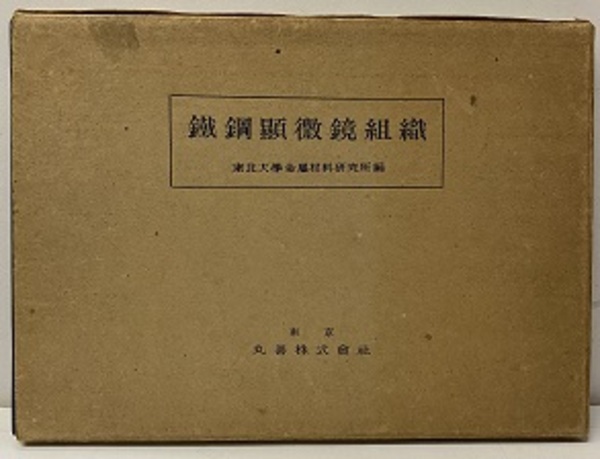 鐵鋼顯微鏡組織
東北大學金屬材料研究所編
東京
丸善株式會社